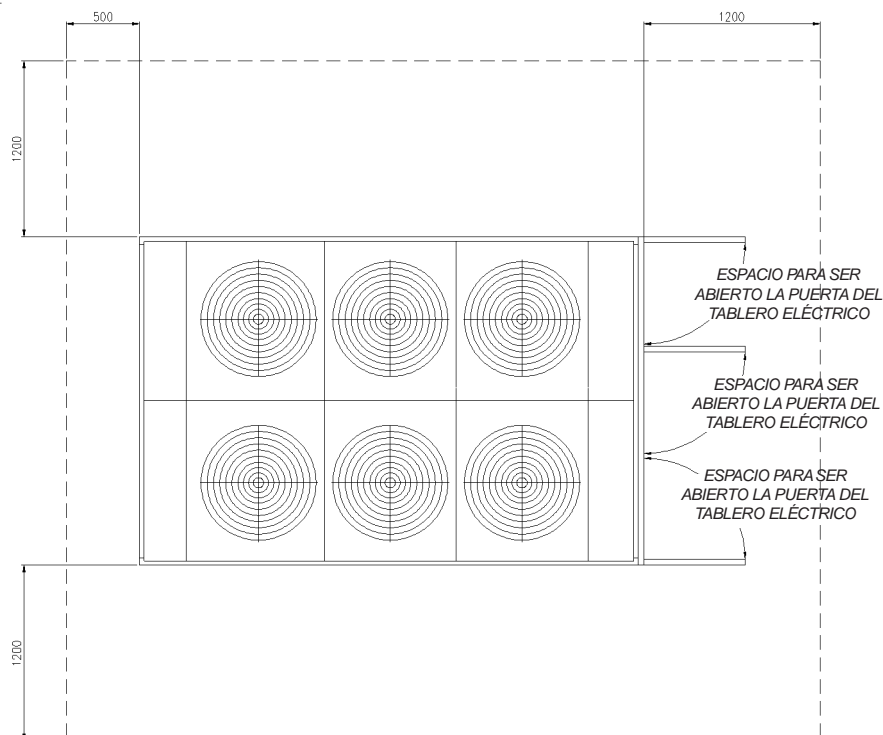 500
1200
1200
ESPACIO PARA SER
ABIERTO LA PUERTA DEL
TABLERO ELÉCTRICO
ESPACIO PARA SER
ABIERTO LA PUERTA DEL
TABLERO ELÉCTRICO
ESPACIO PARA SER
ABIERTO LA PUERTA DEL
TABLERO ELÉCTRICO
1200